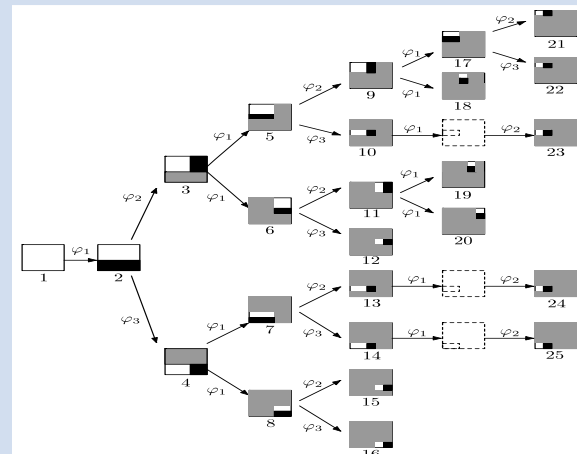 φ₂
21
φ₁
17
φ₃
φ₂
22
φ₁
9
18
φ₁ φ₂
φ₁ 5 φ₃
10 23
φ₁
3 φ₂
φ₂ φ₁ 19
φ₁
11
6 φ₃
20
φ₁
12
1 2
φ₁ φ₂
φ₂
13 24
φ₃ φ₁ 7 φ₁ φ₂
φ₃
14 25
4 φ₂
φ₁
15
8 φ₃
16